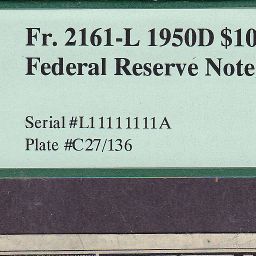 Fr. 2161-L 1950D $10
Federal Reserve Note
Serial #L11111111A
Plate #C27/136